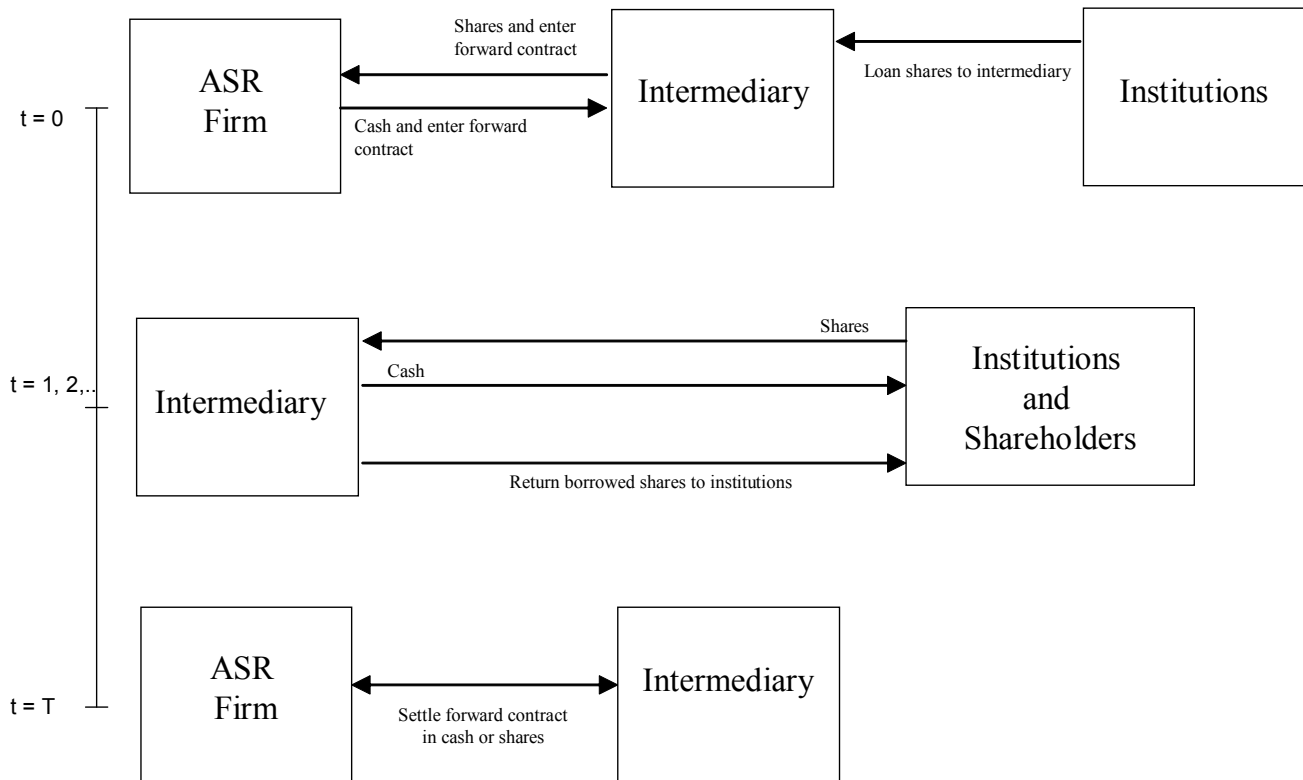 Shares and enter
forward contract
ASR
Firm
Intermediary
Loan shares to intermediary
Institutions
t = 0
Cash and enter forward
contract
Shares
Institutions
and
Shareholders
t = 1, 2,..
Cash
Intermediary
Return borrowed shares to institutions
ASR
Firm
Intermediary
t = T
Settle forward contract
in cash or shares